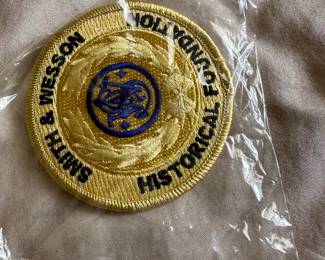 SMITH & WESSON
HISTORICAL FOUNDATION